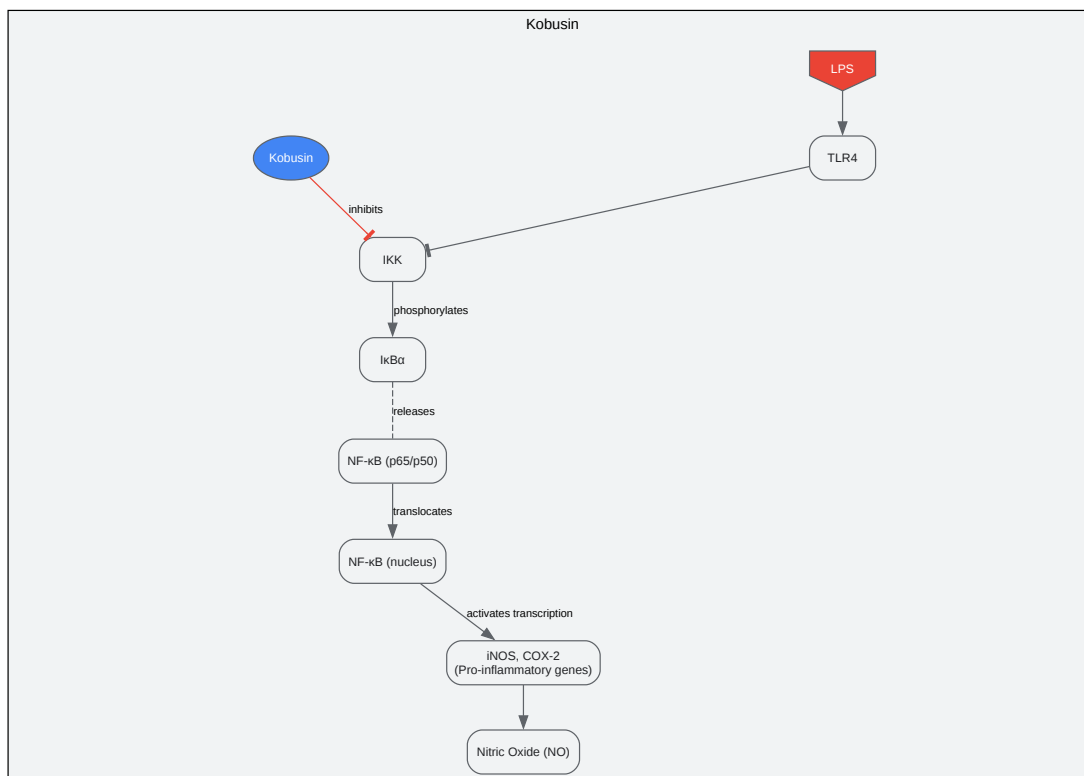 Kobusin
LPS
Kobusin
TLR4
inhibits
IKK
phosphorylates
IκBα
releases
NF-κB (p65/p50)
translocates
NF-κB (nucleus)
activates transcription
iNOS, COX-2
(Pro-inflammatory genes)
Nitric Oxide (NO)